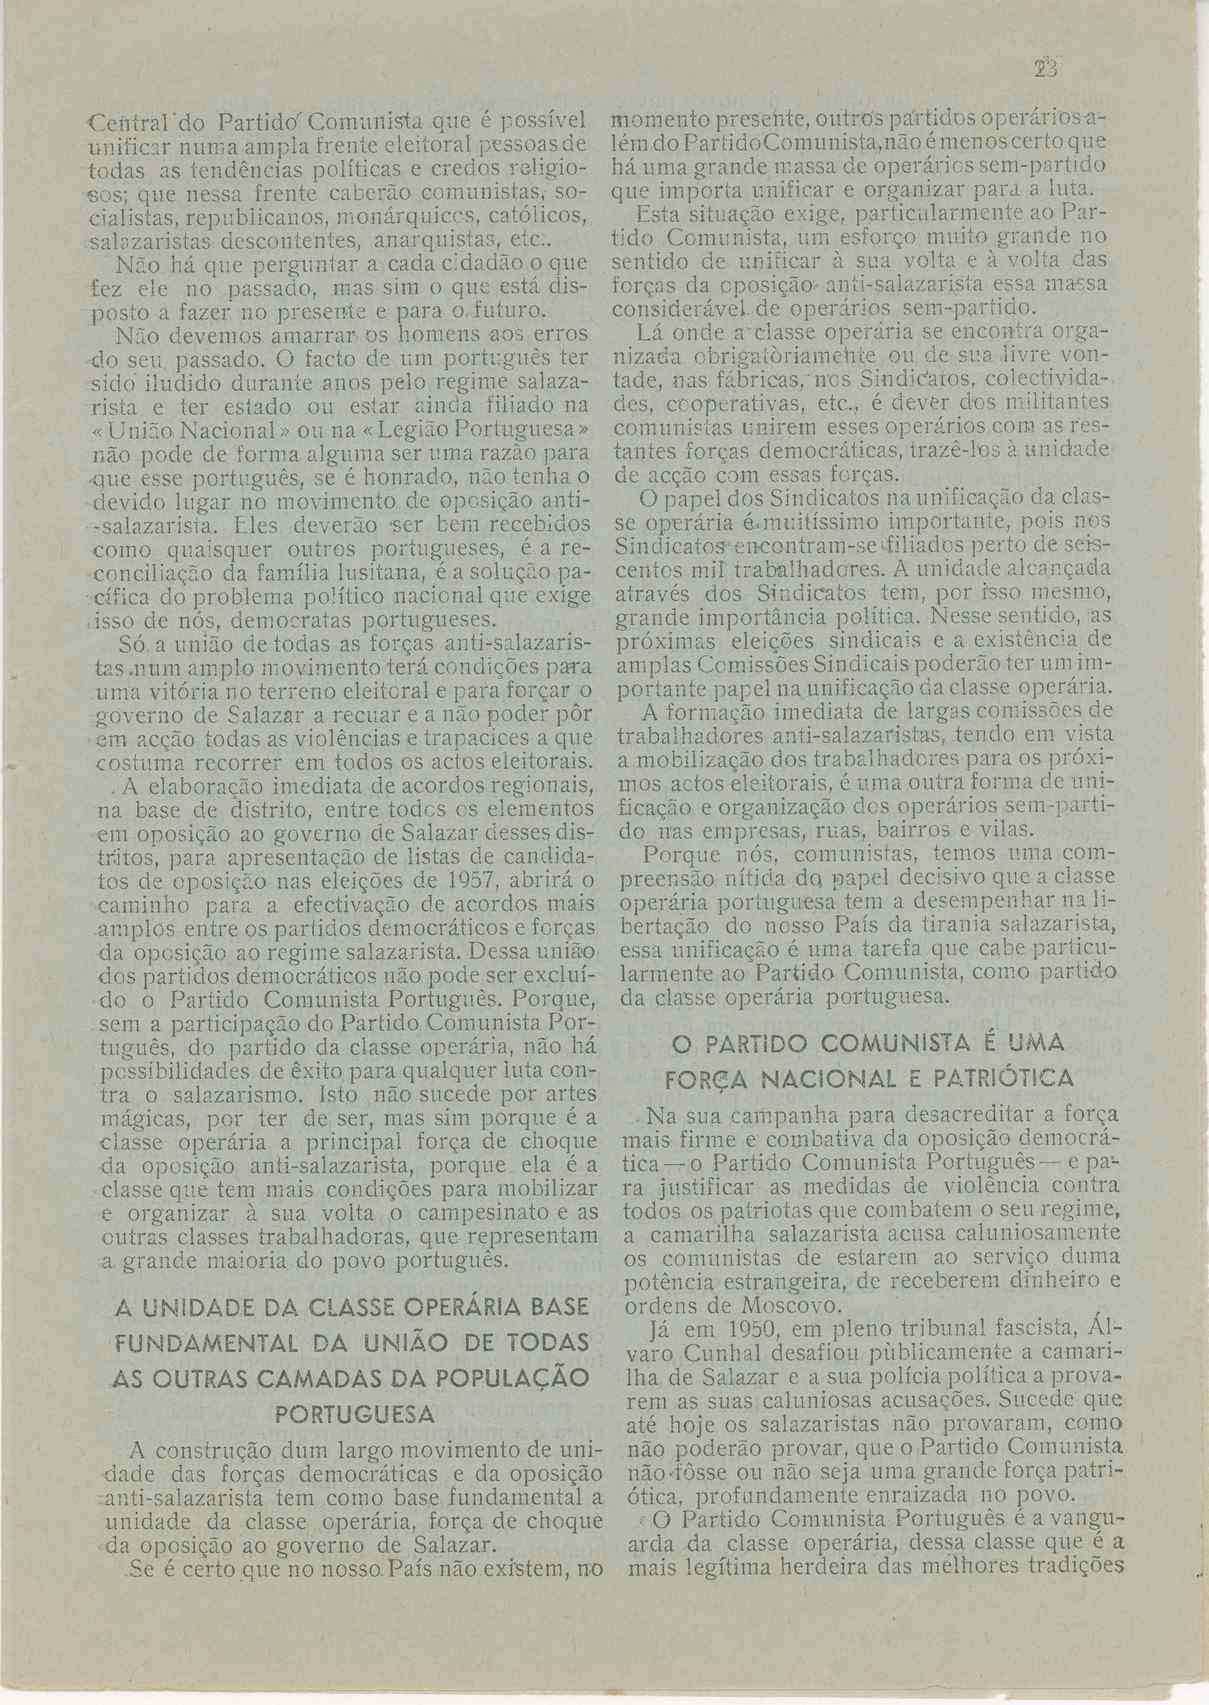 23
Central do Partido Comunista que é possível
unificar numa ampla frente eleitoral pessoas de
todas as tendências políticas e credos religio-
sos; que nessa frente caberão comunistas, so-
cialistas, republicanos, monárquicos, católicos,
salazaristas descontentes, anarquistas, etc..
Não há que perguntar a cada cidadão o que
fez ele no passado, mas sim o que está dis-
posto a fazer no presente e para o futuro.
Não devemos amarrar os homens aos erros
do seu passado. O facto de um português ter
sido iludido durante anos pelo regime salaza-
rista e ter estado ou estar ainda filiado na
«União Nacional» ou na «Legião Portuguesa»
não pode de forma alguma ser uma razão para
que esse português, se é honrado, não tenha o
devido lugar no movimento de oposição anti-
-salazarista. Eles deverão ser bem recebidos
como quaisquer outros portugueses, é a re-
conciliação da família lusitana, é a solução pa-
cífica do problema político nacional que exige
isso de nós, democratas portugueses.
Só a união de todas as forças anti-salazaris-
tas num amplo movimento terá condições para
uma vitória no terreno eleitoral e para forçar o
governo de Salazar a recuar e a não poder pôr
em acção todas as violências e trapacices a que
costuma recorrer em todos os actos eleitorais.
A elaboração imediata de acordos regionais,
na base de distrito, entre todos os elementos
em oposição ao governo de Salazar desses dis-
tritos, para apresentação de listas de candida-
tos de oposição nas eleições de 1957, abrirá o
caminho para a efectivação de acordos mais
amplos entre os partidos democráticos e forças
da oposição ao regime salazarista. Dessa união
dos partidos democráticos não pode ser excluí-
do o Partido Comunista Português. Porque,
sem a participação do Partido Comunista Por-
tuguês, do partido da classe operária, não há
possibilidades de êxito para qualquer luta con-
tra o salazarismo. Isto não sucede por artes
mágicas, por ter de ser, mas sim porque é a
classe operária a principal força de choque
da oposição anti-salazarista, porque ela é a
classe que tem mais condições para mobilizar
e organizar à sua volta o campesinato e as
outras classes trabalhadoras, que representam
a grande maioria do povo português.
A UNIDADE DA CLASSE OPERÁRIA BASE
FUNDAMENTAL DA UNIÃO DE TODAS
AS OUTRAS CAMADAS DA POPULAÇÃO
PORTUGUESA
A construção dum largo movimento de uni-
dade das forças democráticas e da oposição
anti-salazarista tem como base fundamental a
unidade da classe operária, força de choque
da oposição ao governo de Salazar.
Se é certo que no nosso País não existem, no
momento presente, outros partidos operários a-
lém do Partido Comunista, não é menos certo que
há uma grande massa de operários sem-partido
que importa unificar e organizar para a luta.
Esta situação exige, particularmente ao Par-
tido Comunista, um esforço muito grande no
sentido de unificar à sua volta e à volta das
forças da oposição anti-salazarista essa massa
considerável de operários sem-partido.
Lá onde a classe operária se encontra orga-
nizada obrigatòriamente ou de sua livre von-
tade, nas fábricas, nos Sindicatos, colectivida-
des, cooperativas, etc., é dever dos militantes
comunistas unirem esses operários com as res-
tantes forças democráticas, trazê-los à unidade
de acção com essas forças.
O papel dos Sindicatos na unificação da clas-
se operária é muitíssimo importante, pois nos
Sindicatos encontram-se filiados perto de seis-
centos mil trabalhadores. A unidade alcançada
através dos Sindicatos tem, por isso mesmo,
grande importância política. Nesse sentido, as
próximas eleições sindicais e a existência de
amplas Comissões Sindicais poderão ter um im-
portante papel na unificação da classe operária.
A formação imediata de largas comissões de
trabalhadores anti-salazaristas, tendo em vista
a mobilização dos trabalhadores para os próxi-
mos actos eleitorais, é uma outra forma de uni-
ficação e organização dos operários sem-parti-
do nas empresas, ruas, bairros e vilas.
Porque nós, comunistas, temos uma com-
preensão nítida do papel decisivo que a classe
operária portuguesa tem a desempenhar na li-
bertação do nosso País da tirania salazarista,
essa unificação é uma tarefa que cabe particu-
larmente ao Partido Comunista, como partido
da classe operária portuguesa.
O PARTIDO COMUNISTA É UMA
FORÇA NACIONAL E PATRIÓTICA
Na sua campanha para desacreditar a força
mais firme e combativa da oposição democrá-
tica — o Partido Comunista Português — e pa-
ra justificar as medidas de violência contra
todos os patriotas que combatem o seu regime,
a camarilha salazarista acusa caluniosamente
os comunistas de estarem ao serviço duma
potência estrangeira, de receberem dinheiro e
ordens de Moscovo.
Já em 1950, em pleno tribunal fascista, Ál-
varo Cunhal desafiou pùblicamente a camari-
lha de Salazar e a sua polícia política a prova-
rem as suas caluniosas acusações. Sucede que
até hoje os salazaristas não provaram, como
não poderão provar, que o Partido Comunista
não fôsse ou não seja uma grande força patri-
ótica, profundamente enraizada no povo.
O Partido Comunista Português é a vangu-
arda da classe operária, dessa classe que é a
mais legítima herdeira das melhores tradições